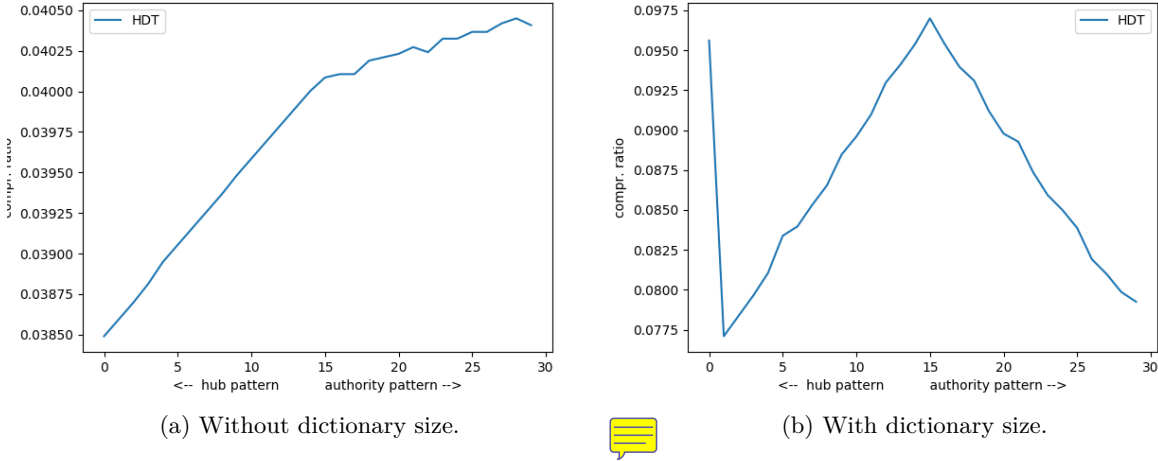 0.04050
0.04025
0.04000
0.03975
0.03950
0.03925
0.03900
0.03875
0.03850
compr. ratio
HDT
0 5 10 15 20 25 30
<-- hub pattern authority pattern -->
(a) Without dictionary size.
0.0975
0.0950
0.0925
0.0900
0.0875
0.0850
0.0825
0.0800
0.0775
compr. ratio
HDT
0 5 10 15 20 25 30
<-- hub pattern authority pattern -->
(b) With dictionary size.